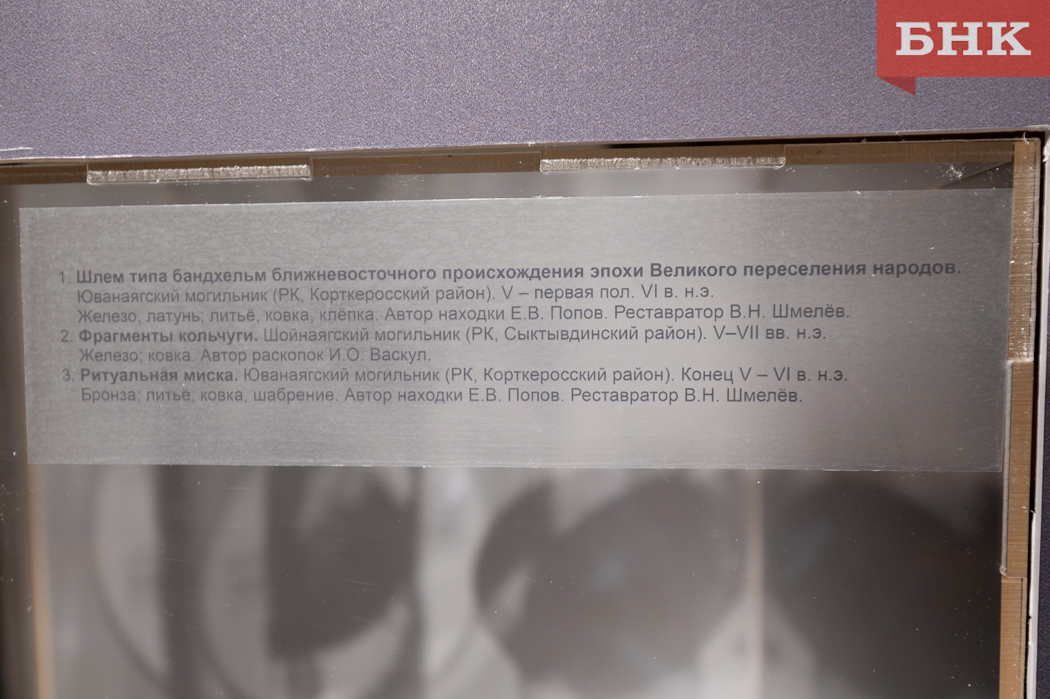 БНК
1. Шлем типа бандхельм ближневосточного происхождения эпохи Великого переселения народов.
Юванаягский могильник (РК, Корткеросский район). V – первая пол. VI в. н.э.
Железо, латунь; литьё, ковка, клёпка. Автор находки Е.В. Попов. Реставратор В.Н. Шмелёв.
2. Фрагменты кольчуги. Шойнаягский могильник (РК, Сыктывдинский район). V–VII вв. н.э.
Железо; ковка. Автор раскопок И.О. Васкул.
3. Ритуальная миска. Юванаягский могильник (РК, Корткеросский район). Конец V – VI в. н.э.
Бронза; литьё, ковка, шабрение. Автор находки Е.В. Попов. Реставратор В.Н. Шмелёв.